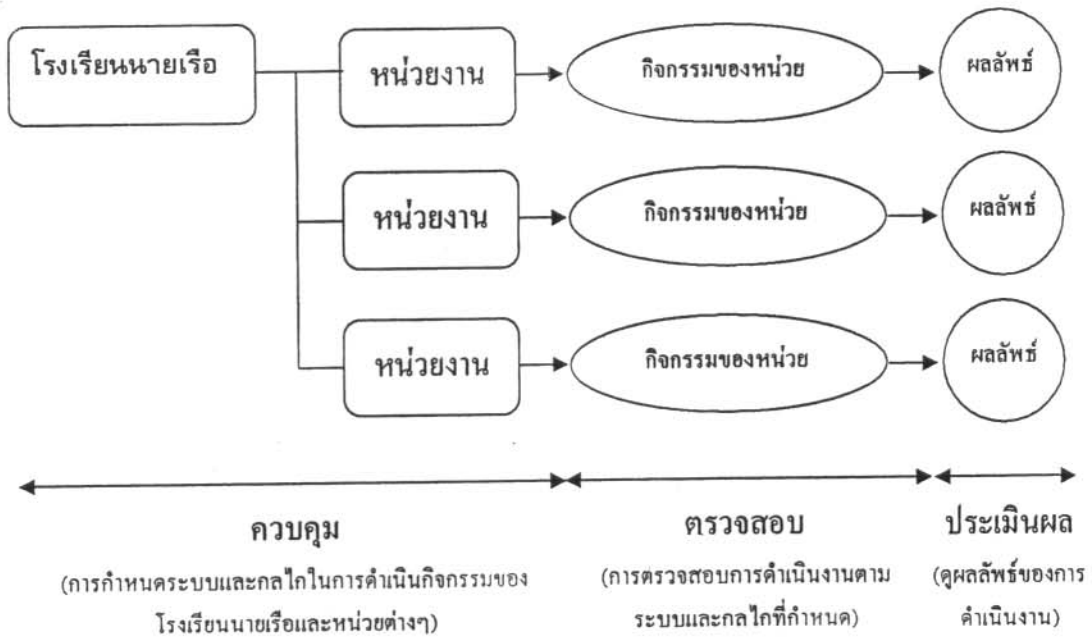 โรงเรียนนายเรือ
หน่วยงาน
กิจกรรมของหน่วย
ผลลัพธ์
หน่วยงาน
กิจกรรมของหน่วย
ผลลัพธ์
หน่วยงาน
กิจกรรมของหน่วย
ผลลัพธ์
ควบคุม
(การกำหนดระบบและกลไกในการดำเนินกิจกรรมของ
โรงเรียนนายเรือและหน่วยต่างๆ)
ตรวจสอบ
(การตรวจสอบการดำเนินงานตาม
ระบบและกลไกที่กำหนด)
ประเมินผล
(ดูผลลัพธ์ของการ
ดำเนินงาน)